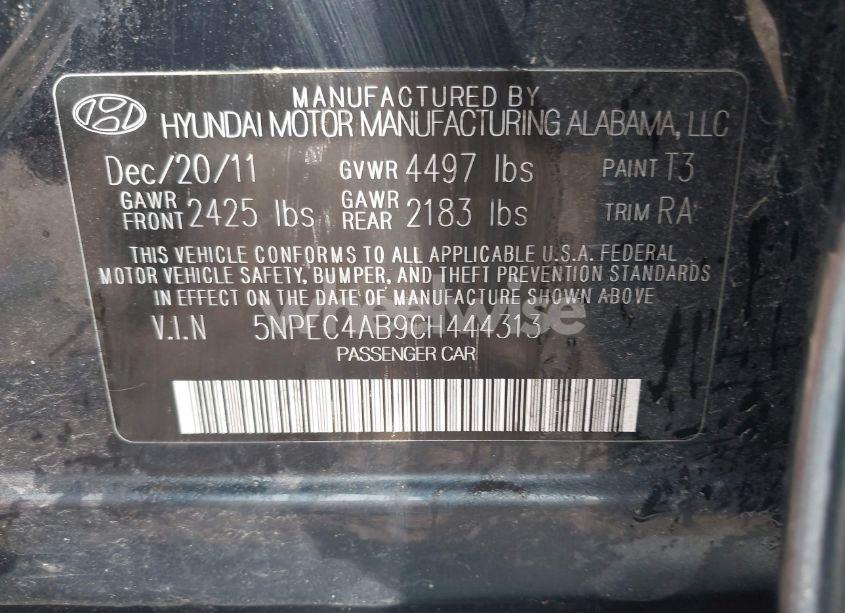 MANUFACTURED BY
HYUNDAI MOTOR MANUFACTURING ALABAMA, LLC
Dec/20/11 GVWR 4497 lbs PAINT T3
GAWR FRONT 2425 lbs GAWR REAR 2183 lbs TRIM RA
THIS VEHICLE CONFORMS TO ALL APPLICABLE U.S.A. FEDERAL
MOTOR VEHICLE SAFETY, BUMPER, AND THEFT PREVENTION STANDARDS
IN EFFECT ON THE DATE OF MANUFACTURE SHOWN ABOVE
V.I.N 5NPEC4AB9CH444313
PASSENGER CAR
wheelwise